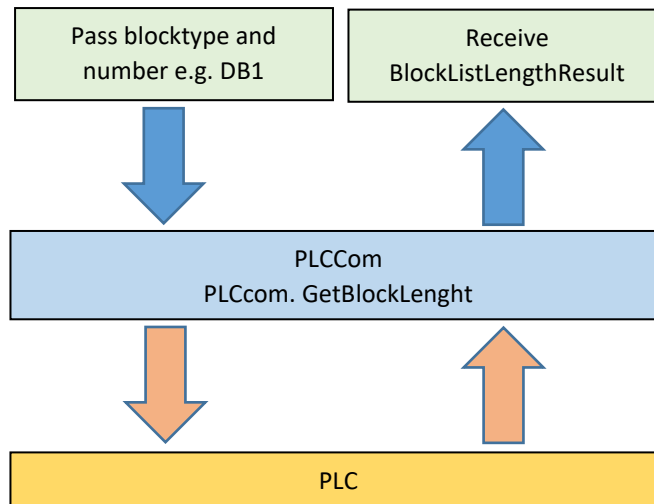 Pass blocktype and
number e.g. DB1
Receive
BlockListLengthResult
PLCCom
PLCcom. GetBlockLenght
PLC